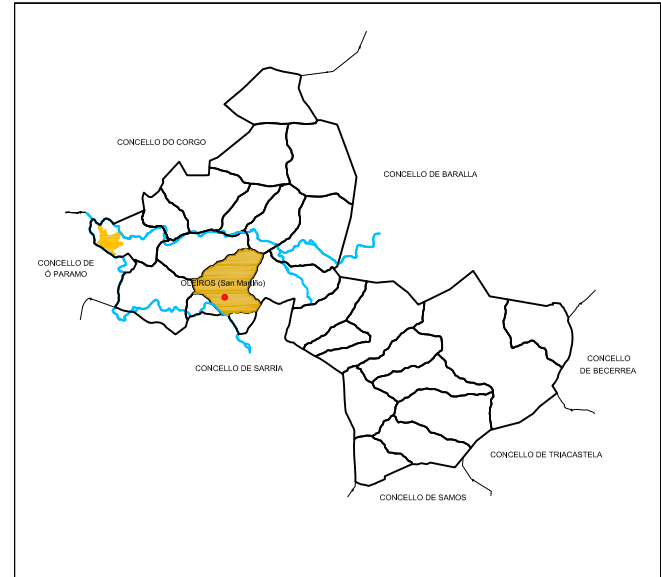 CONCELLO DO CORGO
CONCELLO DE BARALLA
CONCELLO DE
Ó PARAMO
OLEIROS (San Martiño)
CONCELLO DE SARRIA
CONCELLO
DE BECERREA
CONCELLO DE TRIACASTELA
CONCELLO DE SAMOS